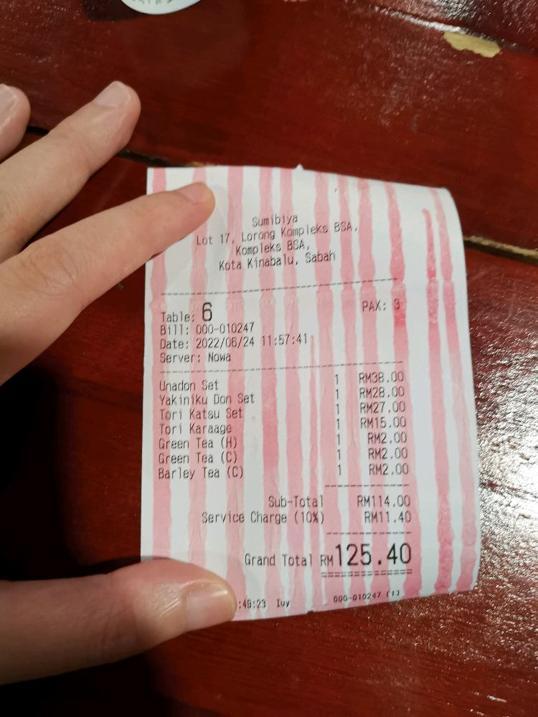 Sumibiya
Lot 17, Lorong Kompleks BSA,
Kompleks BSA,
Kota Kinabalu, Sabah
Table: 6 PAX: 3
Bill: 000-010247
Date: 2022/06/24 11:57:41
Server: Nowa
Unadon Set 1 RM38.00
Yakiniku Don Set 1 RM28.00
Tori Katsu Set 1 RM27.00
Tori Karaage 1 RM15.00
Green Tea (H) 1 RM2.00
Green Tea (C) 1 RM2.00
Barley Tea (C) 1 RM2.00
Sub-Total RM114.00
Service Charge (10%) RM11.40
Grand Total RM125.40
:46:23 Ivy 000-010247 (1)